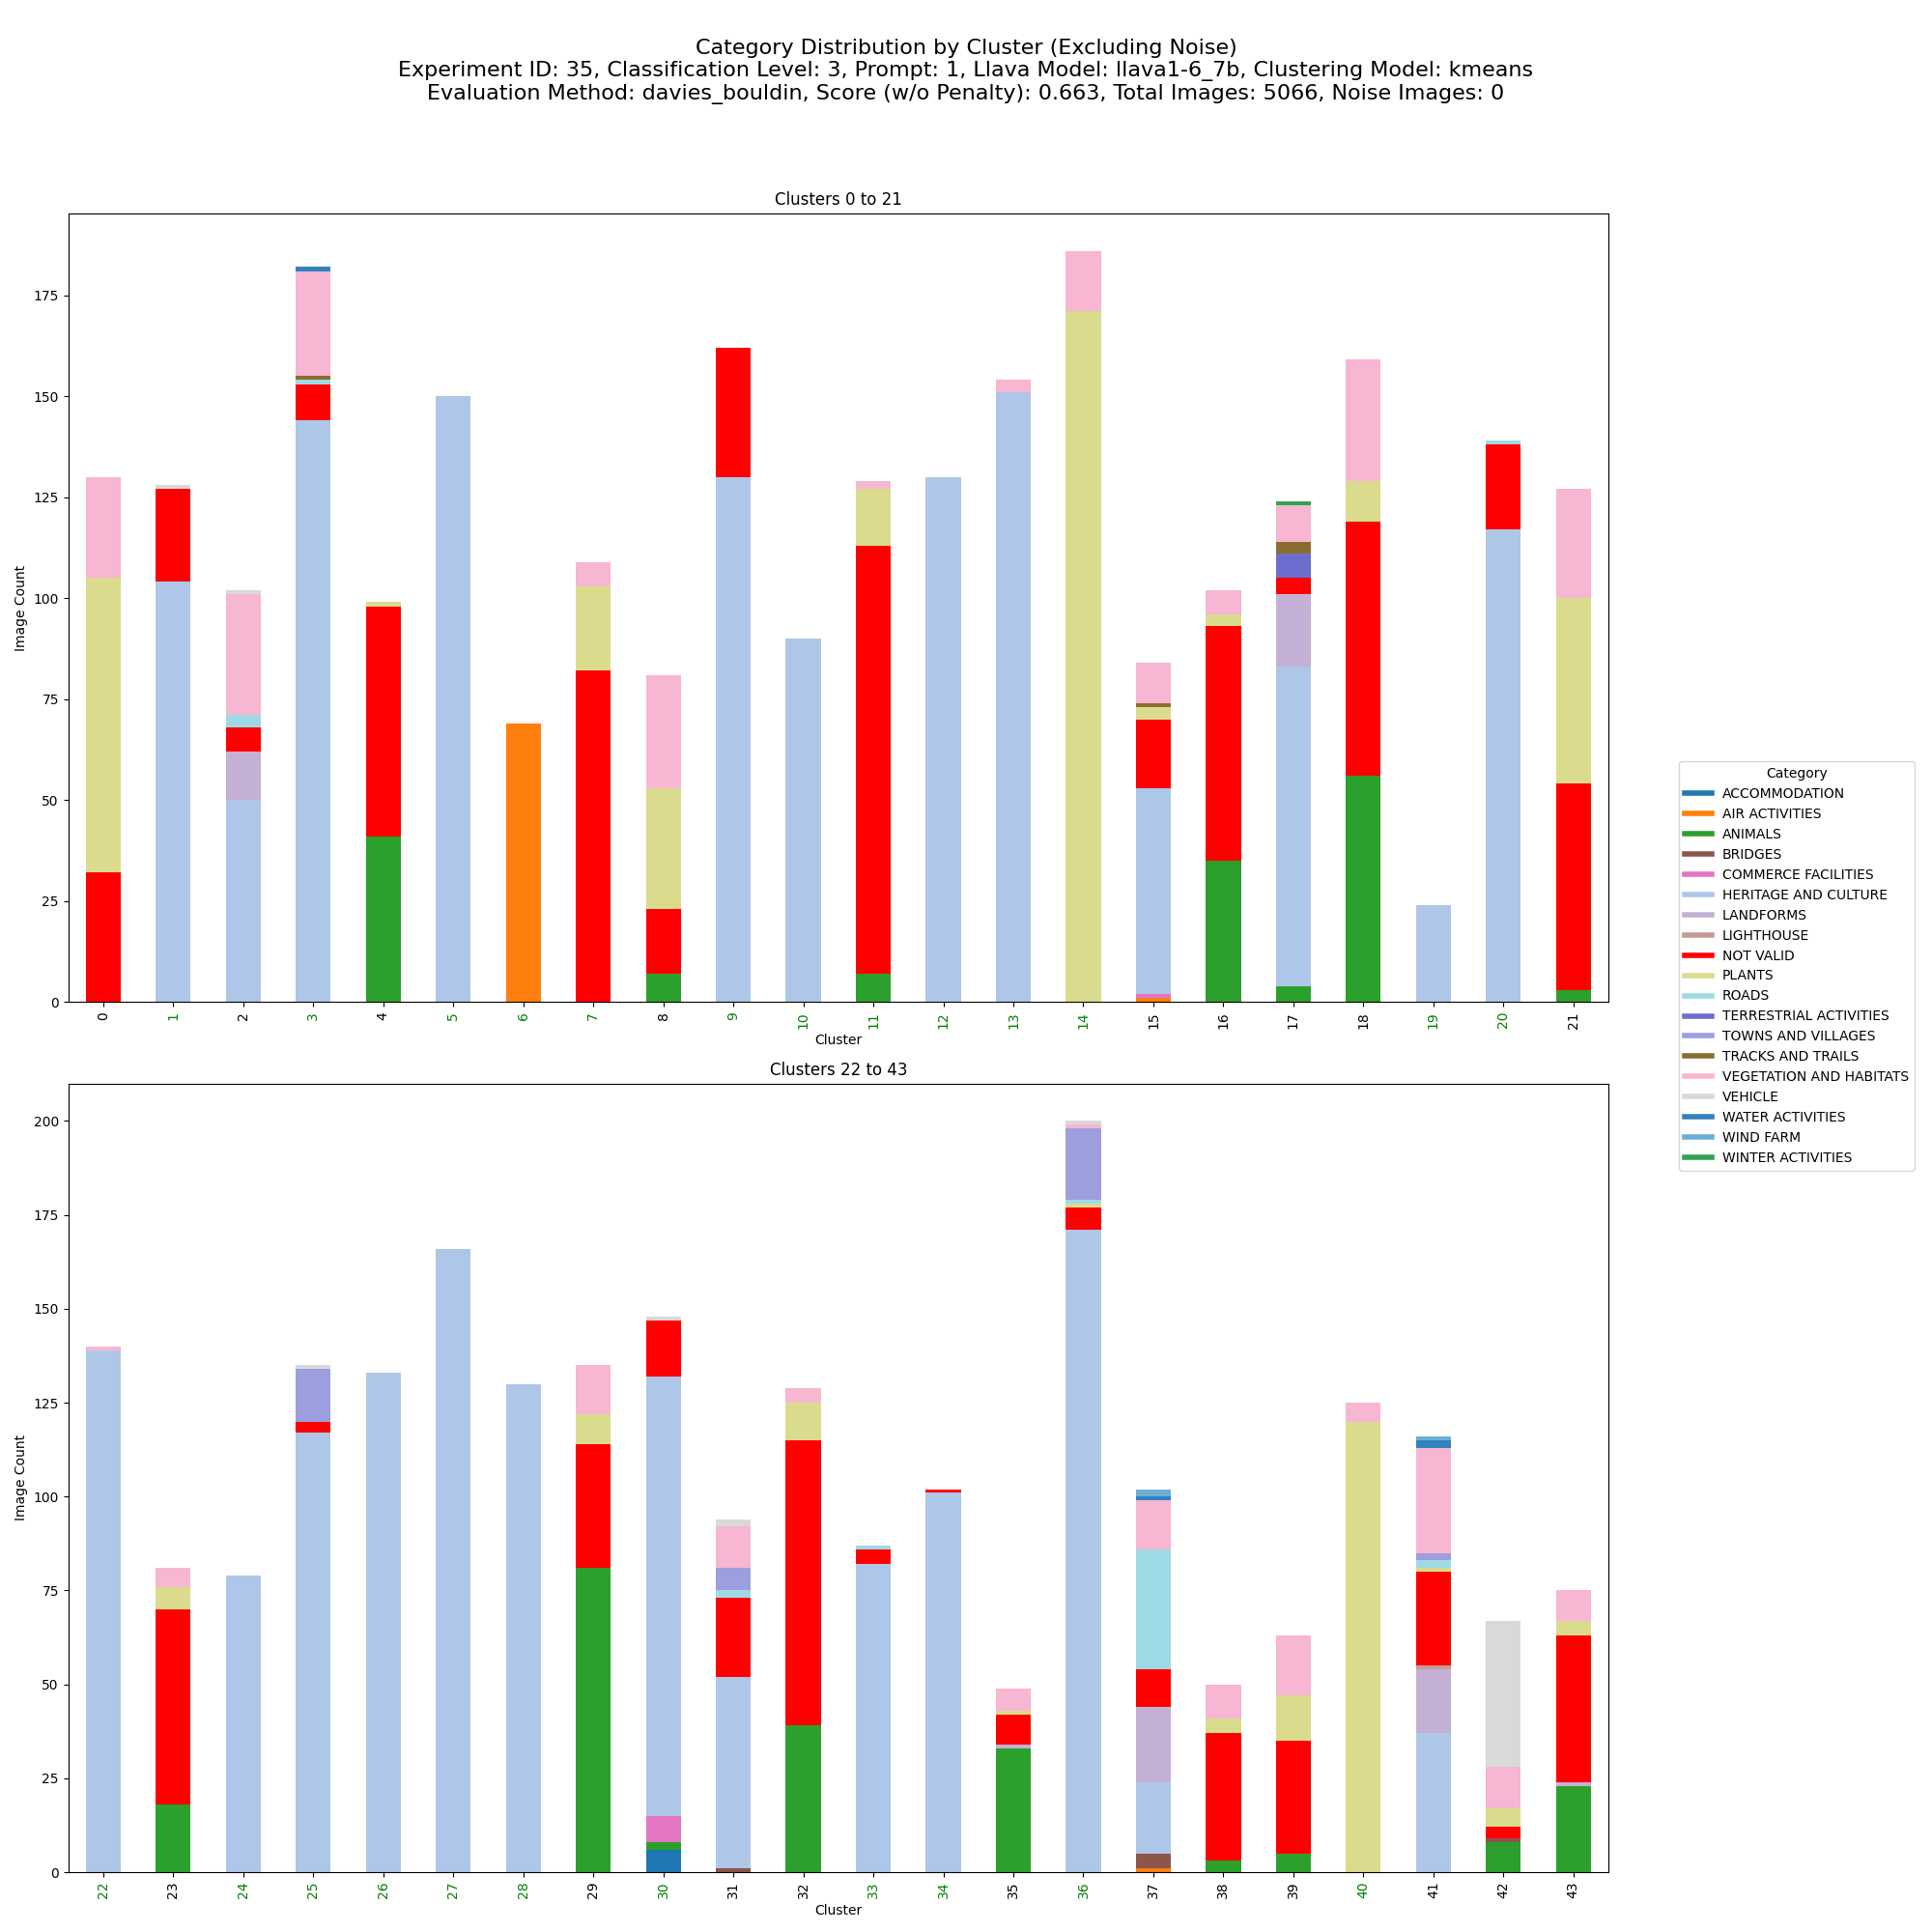 Category Distribution by Cluster (Excluding Noise)
Experiment ID: 35, Classification Level: 3, Prompt: 1, Llava Model: llava1-6_7b, Clustering Model: kmeans
Evaluation Method: davies_bouldin, Score (w/o Penalty): 0.663, Total Images: 5066, Noise Images: 0
Clusters 0 to 21
Image Count
175
150
125
100
75
50
25
0
0 1 2 3 4 5 6 7 8 9 10 11 12 13 14 15 16 17 18 19 20 21
Cluster
Clusters 22 to 43
Image Count
200
175
150
125
100
75
50
25
0
22 23 24 25 26 27 28 29 30 31 32 33 34 35 36 37 38 39 40 41 42 43
Cluster
Category
ACCOMMODATION
AIR ACTIVITIES
ANIMALS
BRIDGES
COMMERCE FACILITIES
HERITAGE AND CULTURE
LANDFORMS
LIGHTHOUSE
NOT VALID
PLANTS
ROADS
TERRESTRIAL ACTIVITIES
TOWNS AND VILLAGES
TRACKS AND TRAILS
VEGETATION AND HABITATS
VEHICLE
WATER ACTIVITIES
WIND FARM
WINTER ACTIVITIES